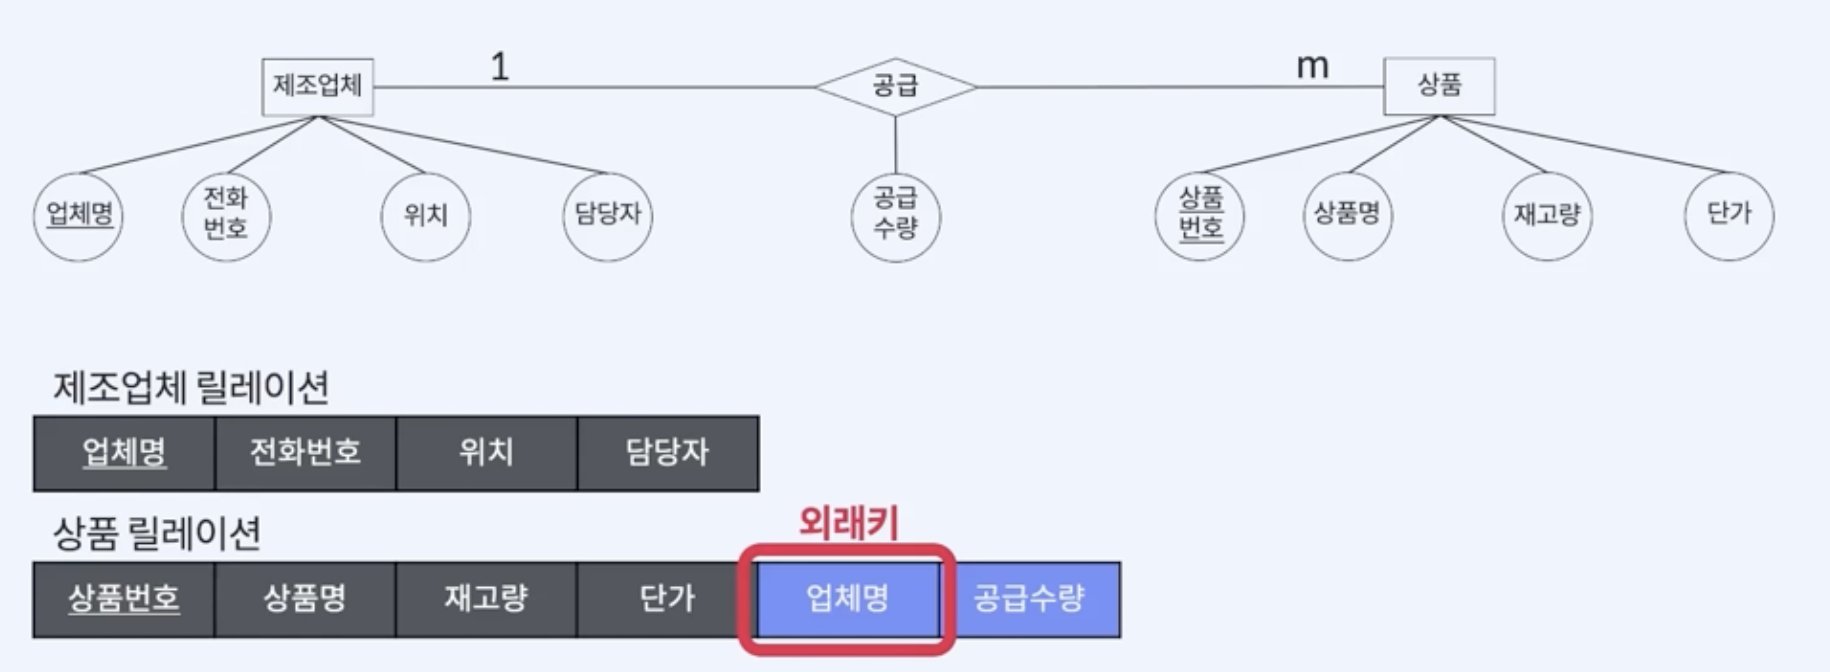 제조업체
1
공급
m
상품
업체명
전화
번호
위치
담당자
공급
수량
상품
번호
상품명
재고량
단가
제조업체 릴레이션
업체명 전화번호 위치 담당자
외래키
상품 릴레이션
상품번호 상품명 재고량 단가 업체명 공급수량